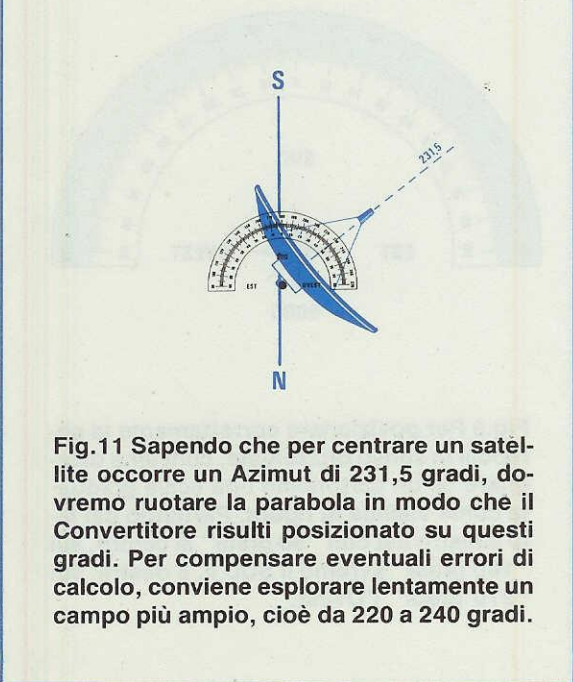 S
231,5
SUD
EST
OVEST
N
Fig.11 Sapendo che per centrare un satel-
lite occorre un Azimut di 231,5 gradi, do-
vremo ruotare la parabola in modo che il
Convertitore risulti posizionato su questi
gradi. Per compensare eventuali errori di
calcolo, conviene esplorare lentamente un
campo più ampio, cioè da 220 a 240 gradi.